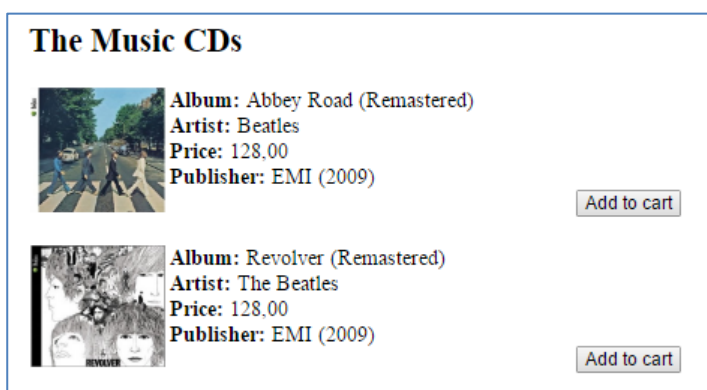 The Music CDs
Album: Abbey Road (Remastered)
Artist: Beatles
Price: 128,00
Publisher: EMI (2009)
Add to cart
Album: Revolver (Remastered)
Artist: The Beatles
Price: 128,00
Publisher: EMI (2009)
REVOLVER
Add to cart